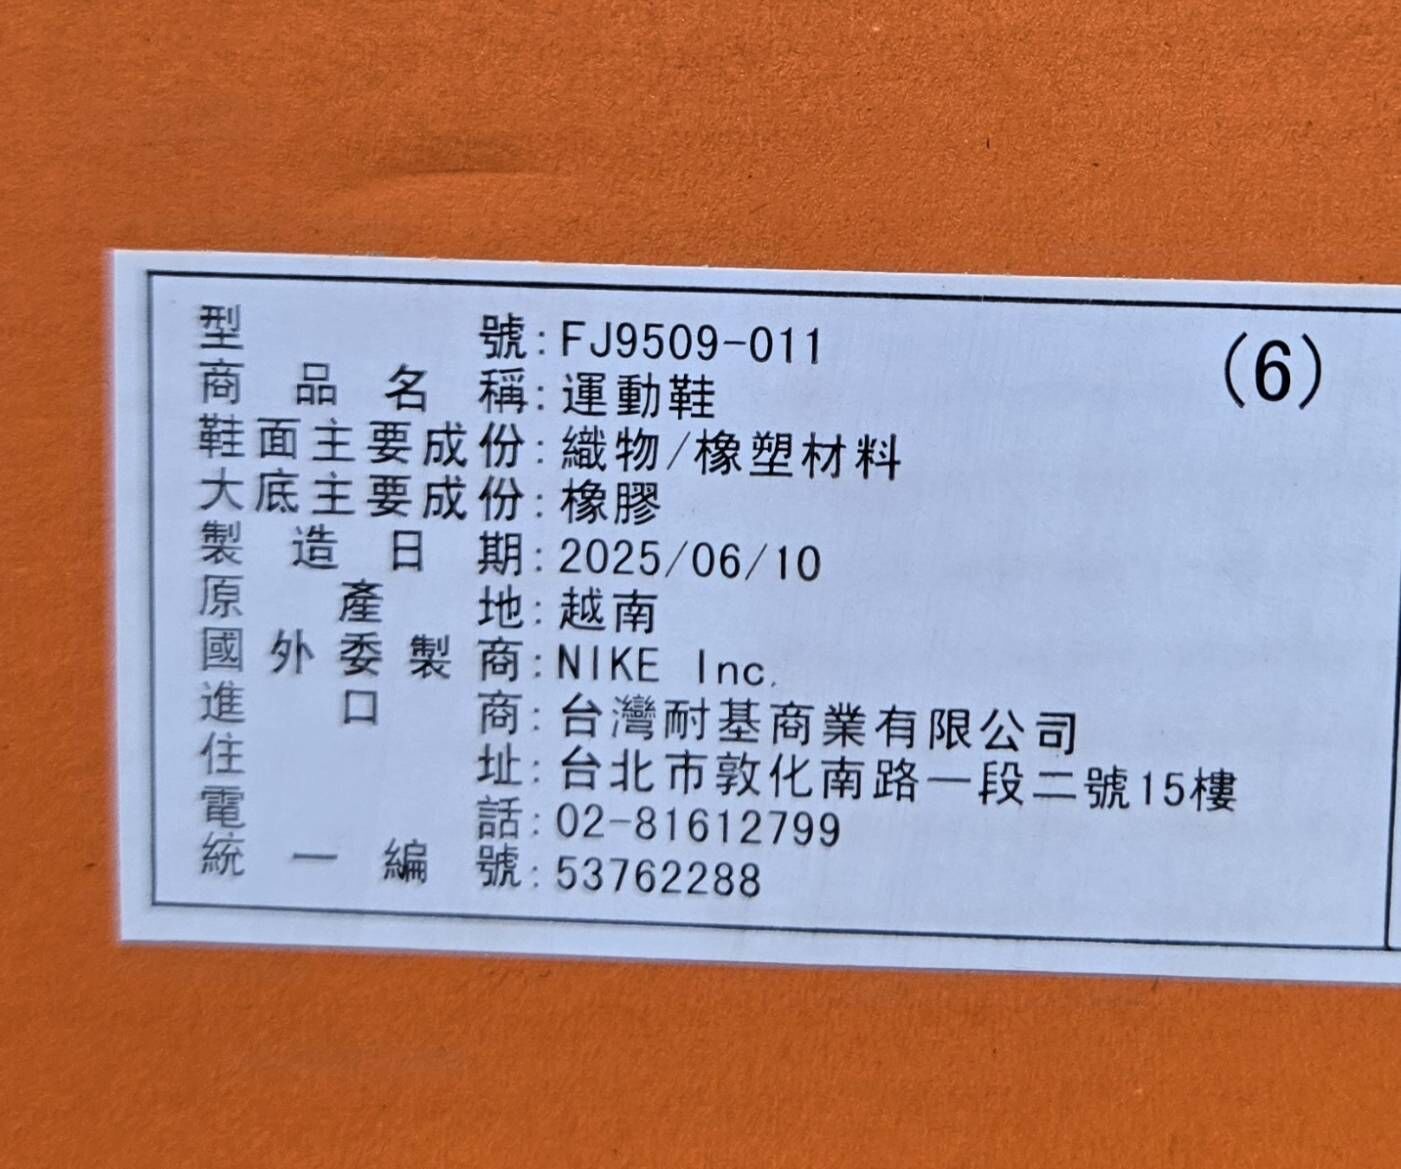 型號:FJ9509-011
(6)
商品名稱:運動鞋
鞋面主要成份:織物/橡塑材料
大底主要成份:橡膠
製造日期:2025/06/10
原產地:越南
國外委製商:NIKE Inc.
進口商:台灣耐基商業有限公司
住址:台北市敦化南路一段二號15樓
電話:02-81612799
統一編號:53762288